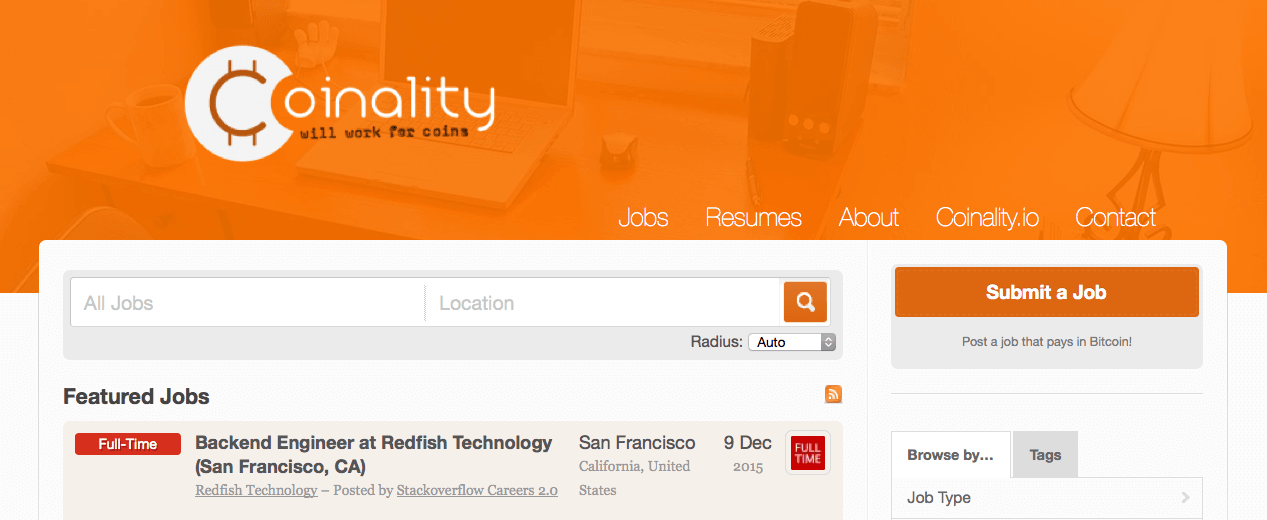 Coinality
will work for coins
Jobs Resumes About Coinality.io Contact
All Jobs Location
Radius: Auto
Submit a Job
Post a job that pays in Bitcoin!
Featured Jobs
Full-Time
Backend Engineer at Redfish Technology
(San Francisco, CA)
Redfish Technology – Posted by Stackoverflow Careers 2.0
San Francisco
California, United
States
9 Dec
2015
FULL
TIME
Browse by... Tags
Job Type